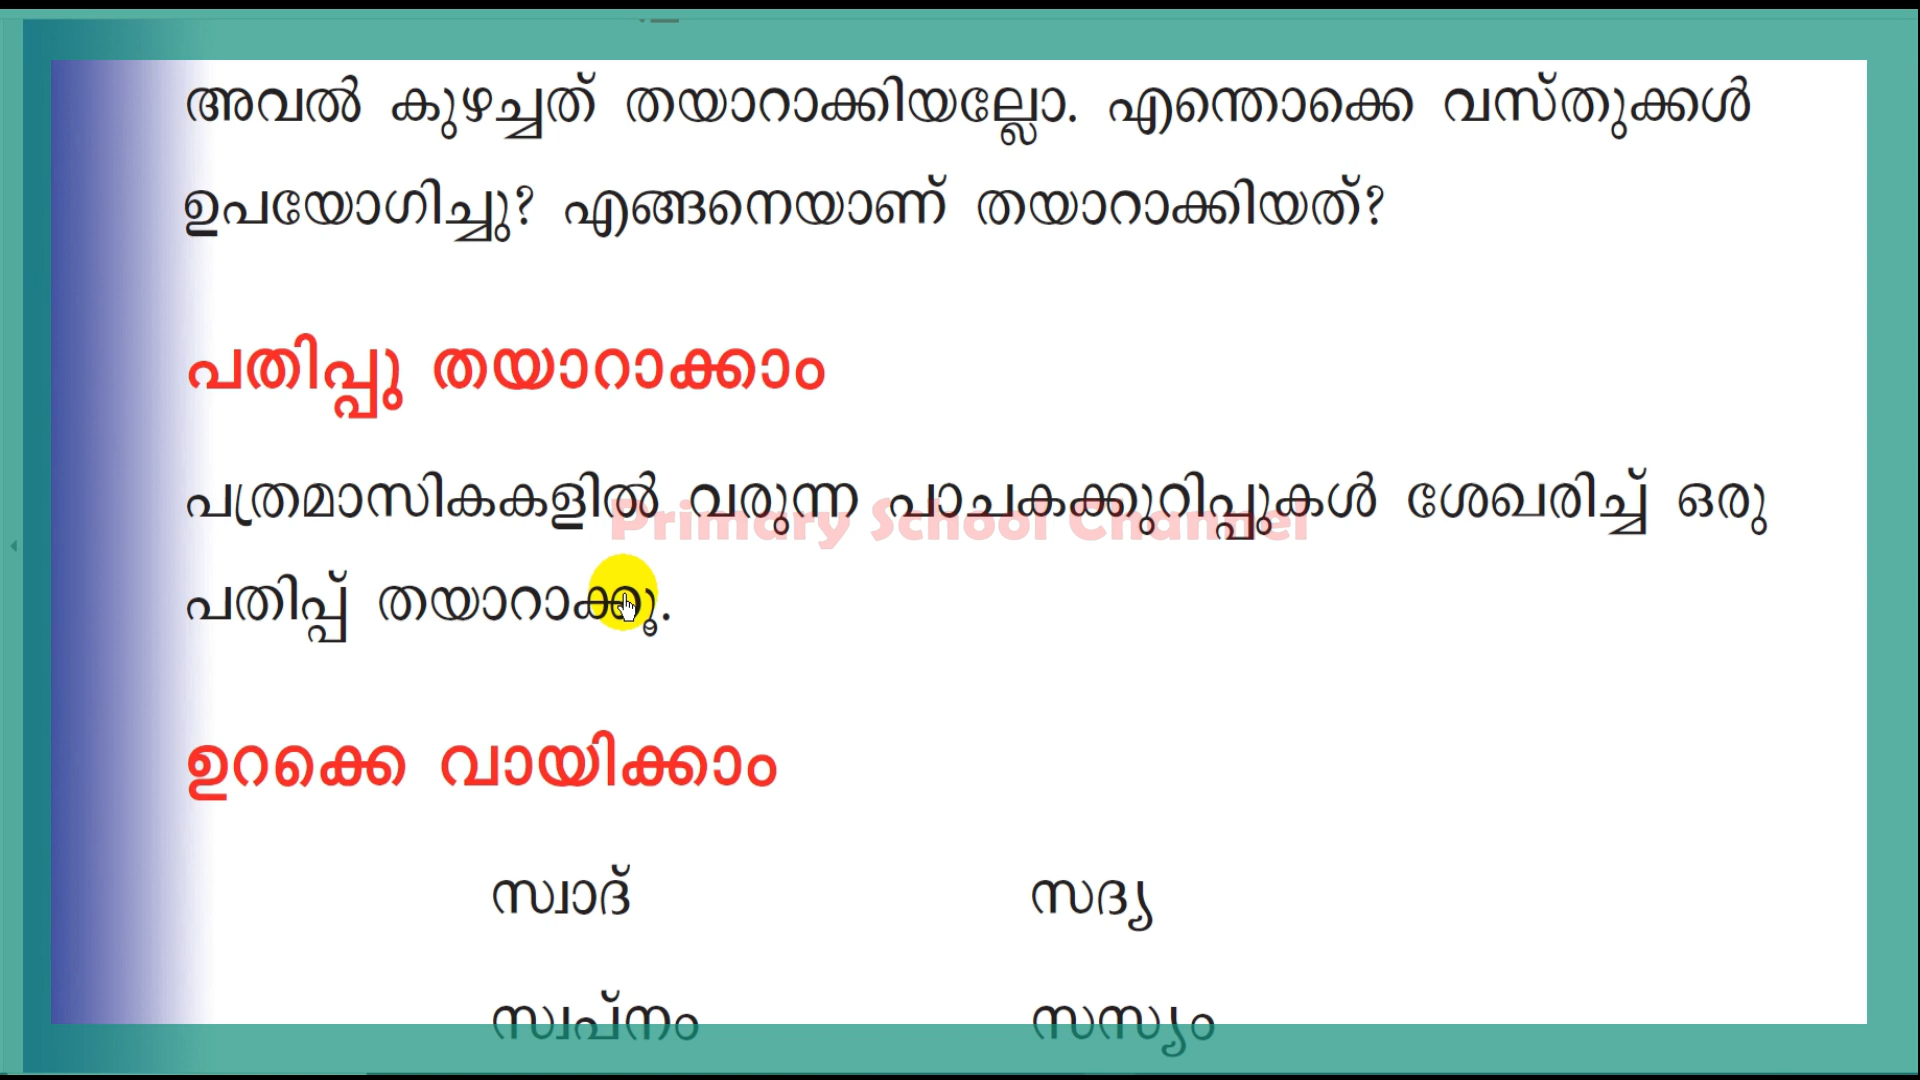 അവൽ കുഴച്ചത് തയാറാക്കിയല്ലോ. എന്തൊക്കെ വസ്തുക്കൾ
ഉപയോഗിച്ചു? എങ്ങനെയാണ് തയാറാക്കിയത്?
പതിപ്പു തയാറാക്കാം
പത്രമാസികകളിൽ വരുന്ന പാചകക്കുറിപ്പുകൾ ശേഖരിച്ച് ഒരു
Primary School Channel
പതിപ്പ് തയാറാക്കൂ.
ഉറക്കെ വായിക്കാം
സ്വാദ് സദ്യ
സ്വപ്നം സസ്യം